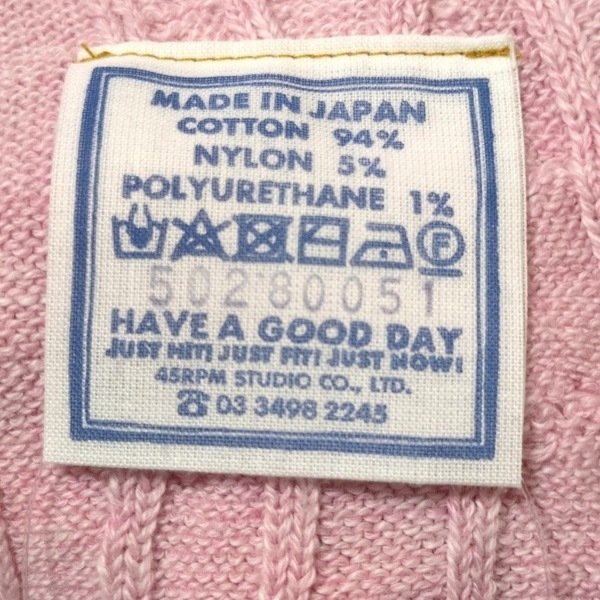 MADE IN JAPAN
COTTON 94%
NYLON 5%
POLYURETHANE 1%
F
50280051
HAVE A GOOD DAY
JUST HIT! JUST FIT! JUST NOW!
45RPM STUDIO CO., LTD.
☎ 03 3498 2245